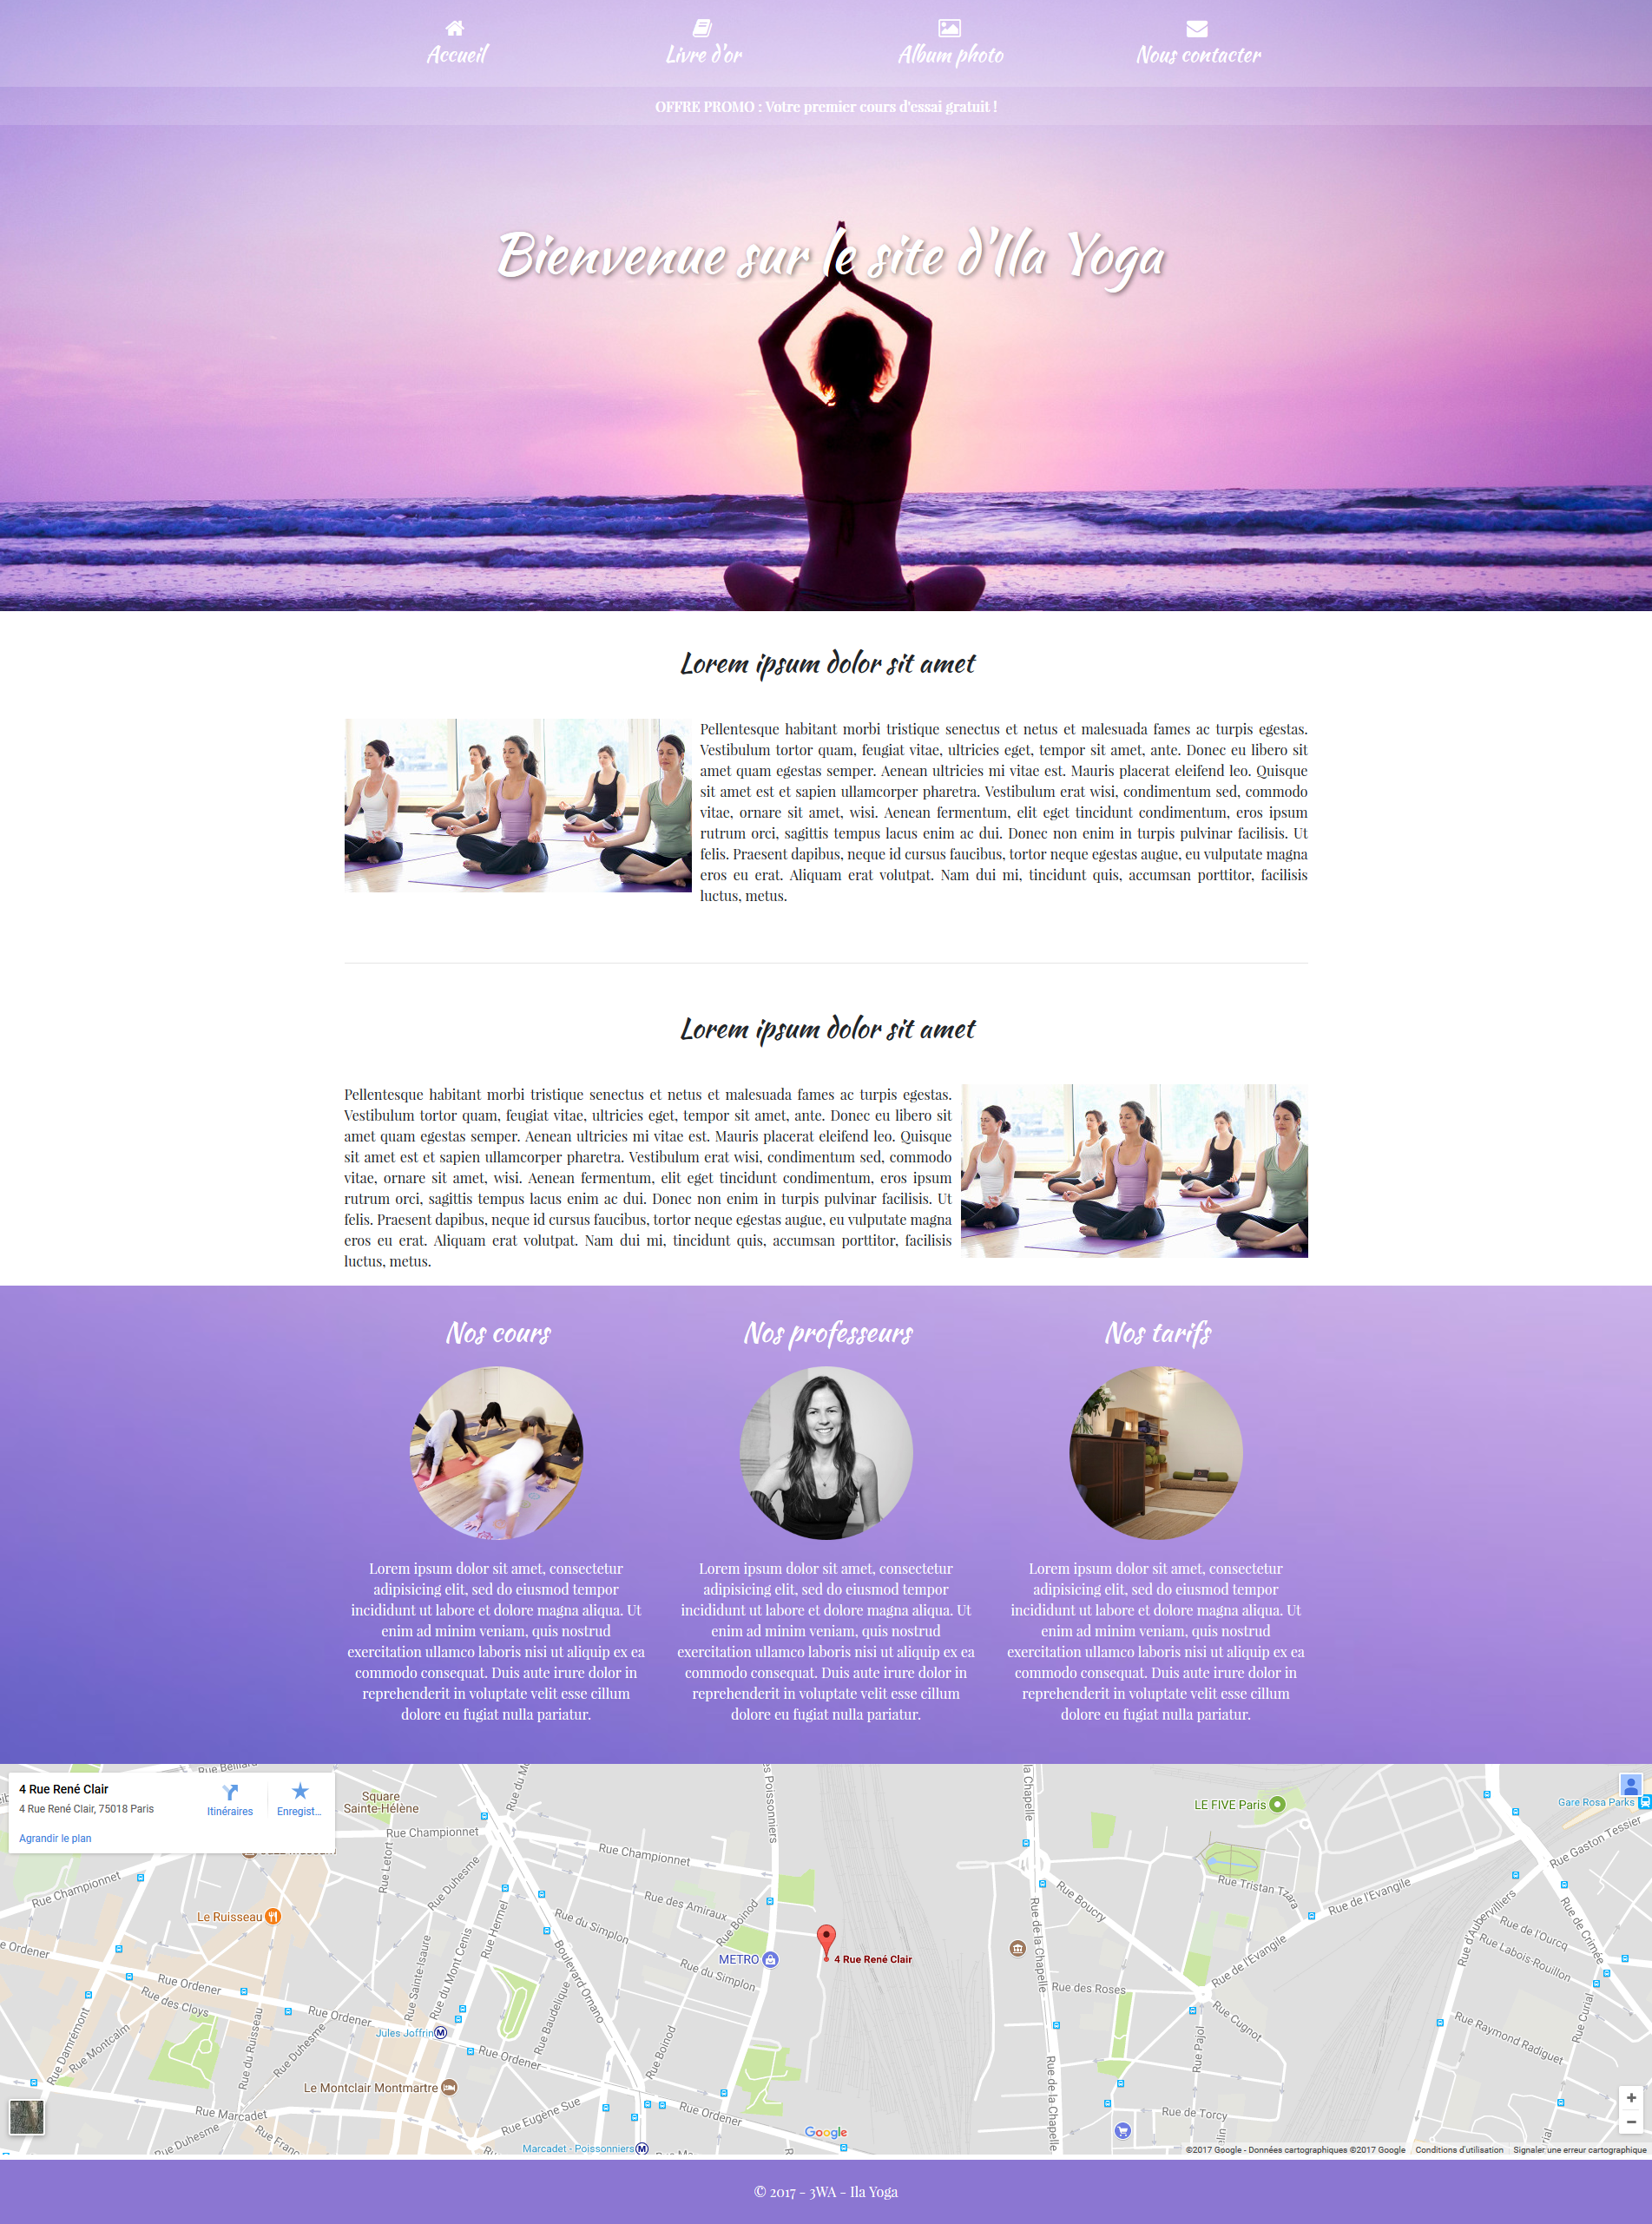 Accueil
Livre d'or
Album photo
Nous contacter
OFFRE PROMO : Votre premier cours d'essai gratuit !
Bienvenue sur le site d'Ila Yoga
Lorem ipsum dolor sit amet
Pellentesque habitant morbi tristique senectus et netus et malesuada fames ac turpis egestas.
Vestibulum tortor quam, feugiat vitae, ultricies eget, tempor sit amet, ante. Donec eu libero sit
amet quam egestas semper. Aenean ultricies mi vitae est. Mauris placerat eleifend leo. Quisque
sit amet est et sapien ullamcorper pharetra. Vestibulum erat wisi, condimentum sed, commodo
vitae, ornare sit amet, wisi. Aenean fermentum, elit eget tincidunt condimentum, eros ipsum
rutrum orci, sagittis tempus lacus enim ac dui. Donec non enim in turpis pulvinar facilisis. Ut
felis. Praesent dapibus, neque id cursus faucibus, tortor neque egestas augue, eu vulputate magna
eros eu erat. Aliquam erat volutpat. Nam dui mi, tincidunt quis, accumsan porttitor, facilisis
luctus, metus.
Lorem ipsum dolor sit amet
Pellentesque habitant morbi tristique senectus et netus et malesuada fames ac turpis egestas.
Vestibulum tortor quam, feugiat vitae, ultricies eget, tempor sit amet, ante. Donec eu libero sit
amet quam egestas semper. Aenean ultricies mi vitae est. Mauris placerat eleifend leo. Quisque
sit amet est et sapien ullamcorper pharetra. Vestibulum erat wisi, condimentum sed, commodo
vitae, ornare sit amet, wisi. Aenean fermentum, elit eget tincidunt condimentum, eros ipsum
rutrum orci, sagittis tempus lacus enim ac dui. Donec non enim in turpis pulvinar facilisis. Ut
felis. Praesent dapibus, neque id cursus faucibus, tortor neque egestas augue, eu vulputate magna
eros eu erat. Aliquam erat volutpat. Nam dui mi, tincidunt quis, accumsan porttitor, facilisis
luctus, metus.
Nos cours
Lorem ipsum dolor sit amet, consectetur
adipisicing elit, sed do eiusmod tempor
incididunt ut labore et dolore magna aliqua. Ut
enim ad minim veniam, quis nostrud
exercitation ullamco laboris nisi ut aliquip ex ea
commodo consequat. Duis aute irure dolor in
reprehenderit in voluptate velit esse cillum
dolore eu fugiat nulla pariatur.
Nos professeurs
Lorem ipsum dolor sit amet, consectetur
adipisicing elit, sed do eiusmod tempor
incididunt ut labore et dolore magna aliqua. Ut
enim ad minim veniam, quis nostrud
exercitation ullamco laboris nisi ut aliquip ex ea
commodo consequat. Duis aute irure dolor in
reprehenderit in voluptate velit esse cillum
dolore eu fugiat nulla pariatur.
Nos tarifs
Lorem ipsum dolor sit amet, consectetur
adipisicing elit, sed do eiusmod tempor
incididunt ut labore et dolore magna aliqua. Ut
enim ad minim veniam, quis nostrud
exercitation ullamco laboris nisi ut aliquip ex ea
commodo consequat. Duis aute irure dolor in
reprehenderit in voluptate velit esse cillum
dolore eu fugiat nulla pariatur.
4 Rue René Clair
4 Rue René Clair, 75018 Paris
Itinéraires
Enregist...
Agrandir le plan
Square
Sainte-Hélène
Rue Championnet
Rue Letort
Rue Duhesme
Rue Championnet
Rue Championnet
LE FIVE Paris
Gare Rosa Parks
Rue Gaston Tessier
Rue Tristan Tzara
Rue de l'Evangile
Rue Boucry
Rue de la Chapelle
Rue des Amiraux
Rue Boinod
Rue du Simplon
Rue Hermel
Le Ruisseau
Rue Ordener
Rue des Cloys
Rue Sainte-Isaure
Rue du Mont Cenis
Boulevard Ornano
METRO
Rue du Simplon
4 Rue René Clair
Rue de l'Evangile
Rue d'Aubervilliers
Rue de l'Ourcq
Rue Labois-Rouillon
Rue de Crimée
Rue des Roses
Rue Cugnot
Rue Pajol
Rue Raymond Radiguet
Rue Curial
Rue Damrémont
Rue Montcalm
Rue du Ruisseau
Rue Duhesme
Rue Ordener
Jules Joffrin
Rue Ordener
Rue Baudelique
Rue Boinod
Le Montclair Montmartre
Rue Marcadet
Rue Duhesme
Rue Eugène Sue
Rue Ordener
Marcadet - Poissonniers
Rue de la Chapelle
Rue de Torcy
Google
©2017 Google - Données cartographiques ©2017 Google
Conditions d'utilisation
Signaler une erreur cartographique
© 2017 - 3WA - Ila Yoga